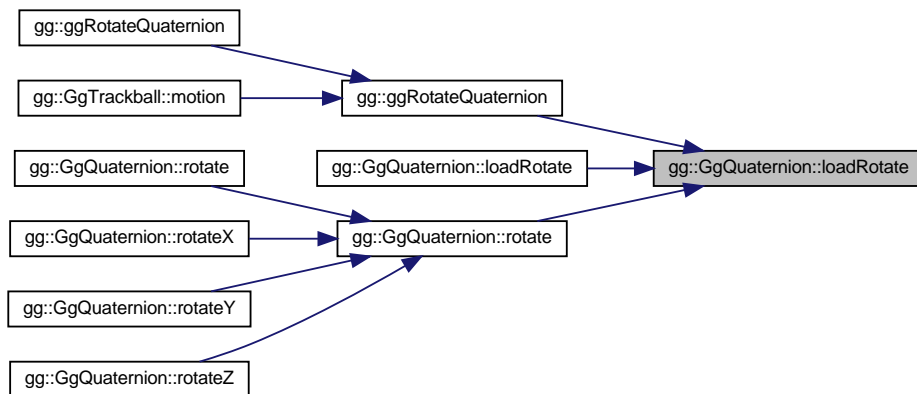 gg::ggRotateQuaternion
gg::GgTrackball::motion
gg::ggRotateQuaternion
gg::GgQuaternion::rotate
gg::GgQuaternion::loadRotate
gg::GgQuaternion::loadRotate
gg::GgQuaternion::rotateX
gg::GgQuaternion::rotate
gg::GgQuaternion::rotateY
gg::GgQuaternion::rotateZ